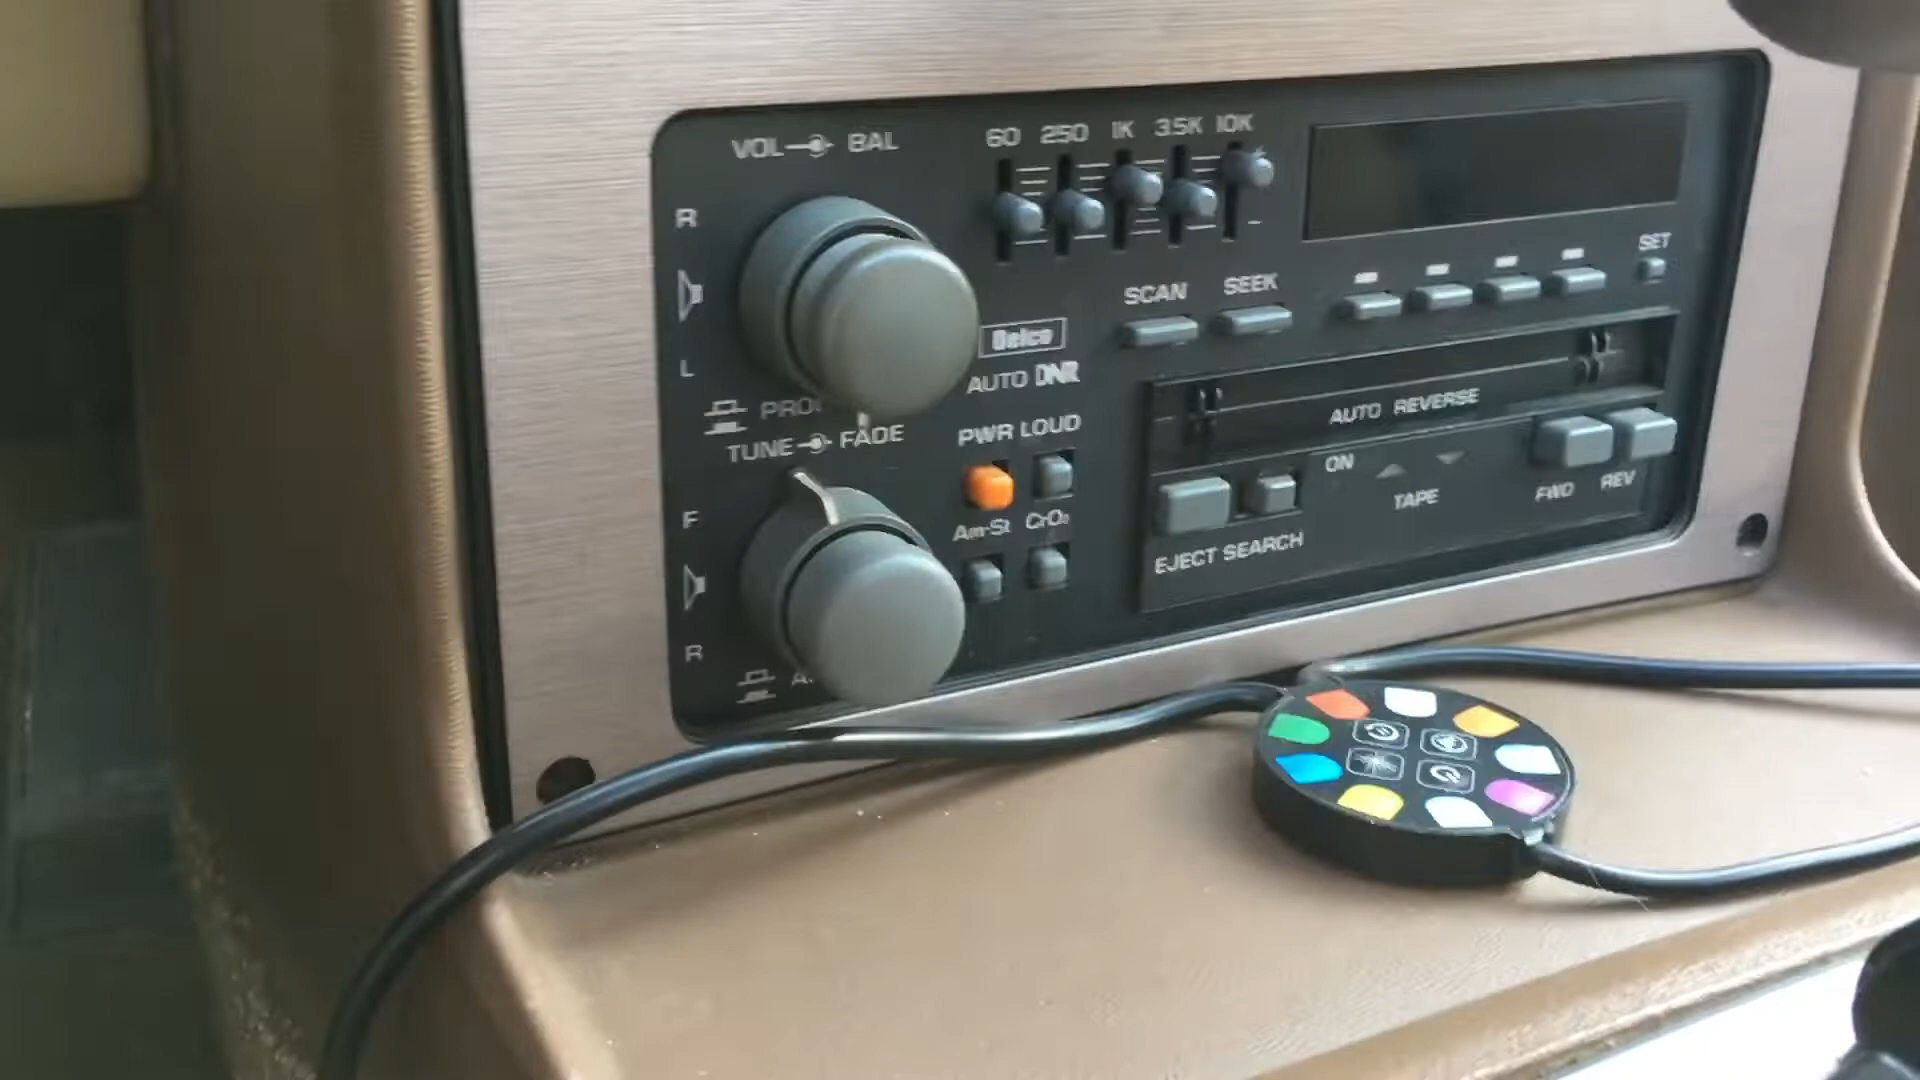 VOL BAL
60 250 1K 3.5K 10K
R
L
SET
SCAN SEEK
Delco
AUTO DNR
AUTO REVERSE
TUNE FADE
PWR LOUD
ON
TAPE
FWD REV
F
R
Am-St CrO₂
EJECT SEARCH